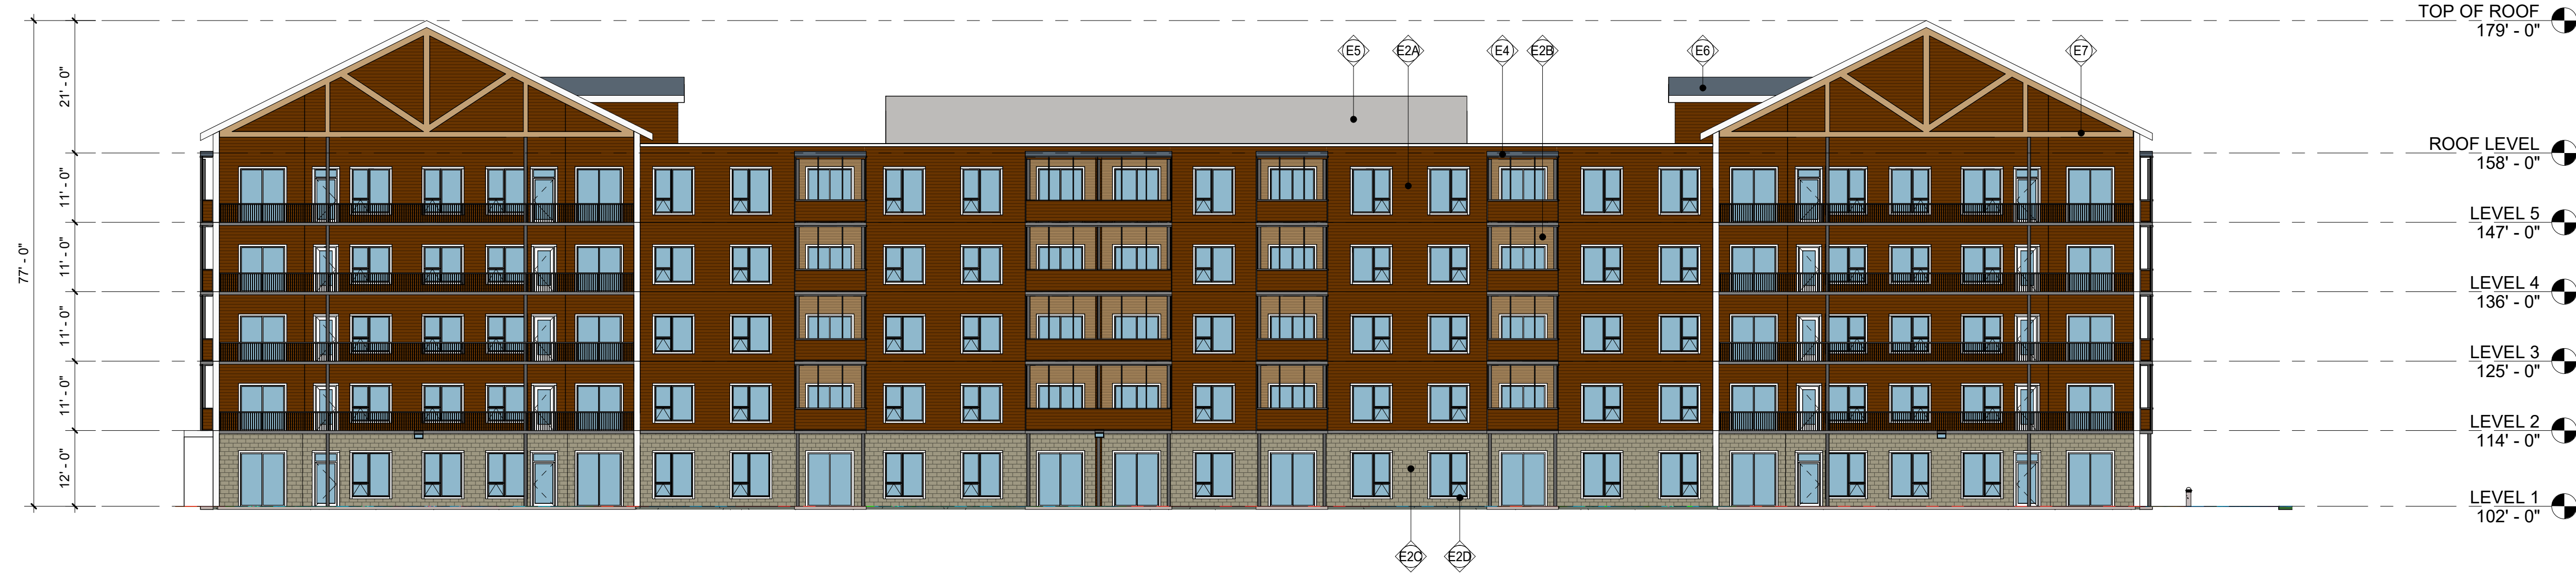 TOP OF ROOF
179' - 0"
E5
E2A
E4
E2B
E6
E7
21' - 0"
ROOF LEVEL
158' - 0"
11' - 0"
LEVEL 5
147' - 0"
77' - 0"
11' - 0"
LEVEL 4
136' - 0"
11' - 0"
LEVEL 3
125' - 0"
11' - 0"
LEVEL 2
114' - 0"
12' - 0"
LEVEL 1
102' - 0"
E2C
E2D